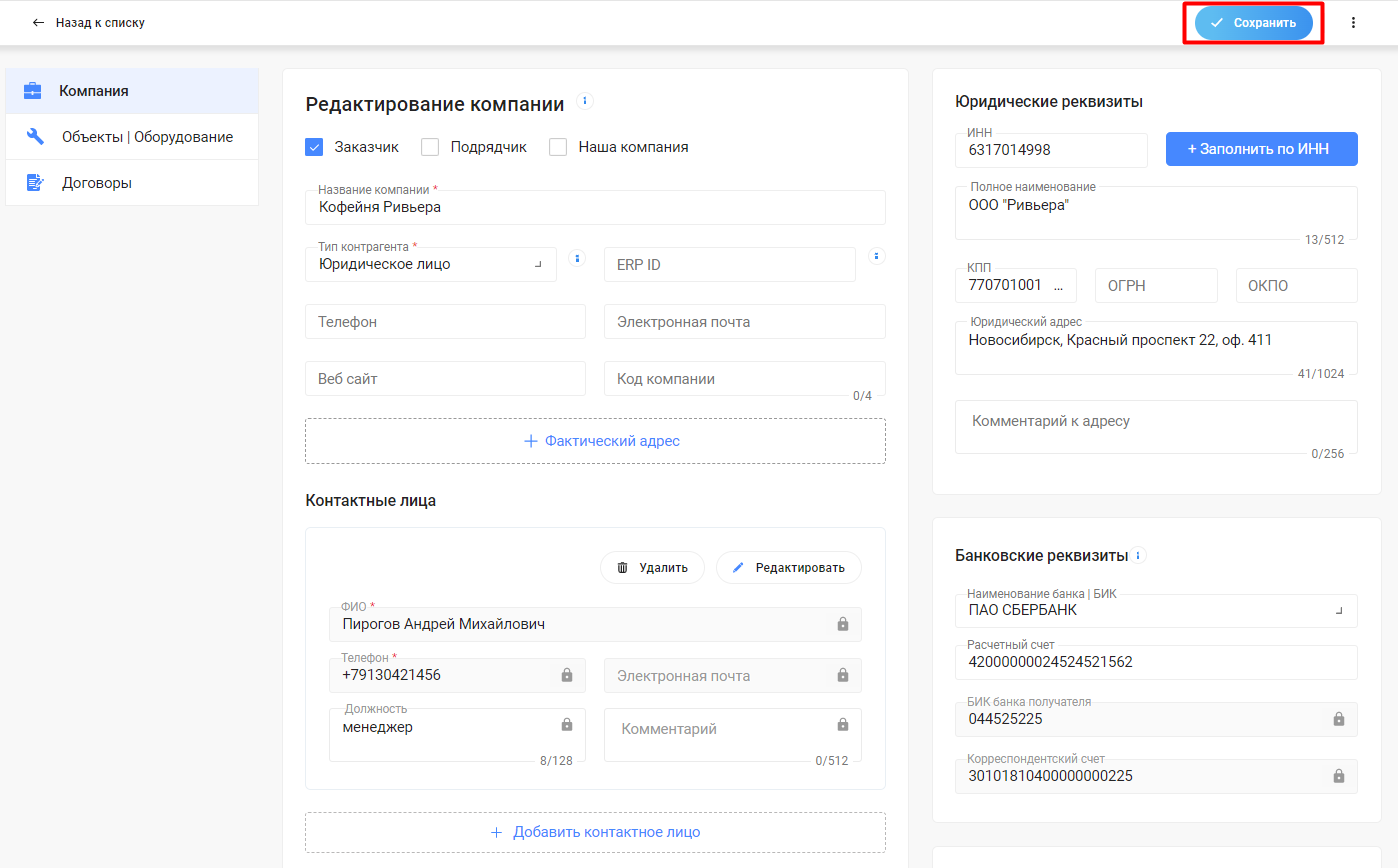 Назад к списку
Сохранить
Компания
Объекты | Оборудование
Договоры
Редактирование компании
Заказчик
Подрядчик
Наша компания
Название компании *
Кофейня Ривьера
Тип контрагента *
Юридическое лицо
ERP ID
Телефон
Электронная почта
Веб сайт
Код компании
0/4
+ Фактический адрес
Контактные лица
Удалить
Редактировать
ФИО *
Пирогов Андрей Михайлович
Телефон *
+79130421456
Электронная почта
Должность
менеджер
8/128
Комментарий
0/512
+ Добавить контактное лицо
Юридические реквизиты
ИНН
6317014998
+ Заполнить по ИНН
Полное наименование
ООО "Ривьера"
13/512
КПП
770701001 ...
ОГРН
ОКПО
Юридический адрес
Новосибирск, Красный проспект 22, оф. 411
41/1024
Комментарий к адресу
0/256
Банковские реквизиты
Наименование банка | БИК
ПАО СБЕРБАНК
Расчетный счет
42000000024524521562
БИК банка получателя
044525225
Корреспондентский счет
30101810400000000225